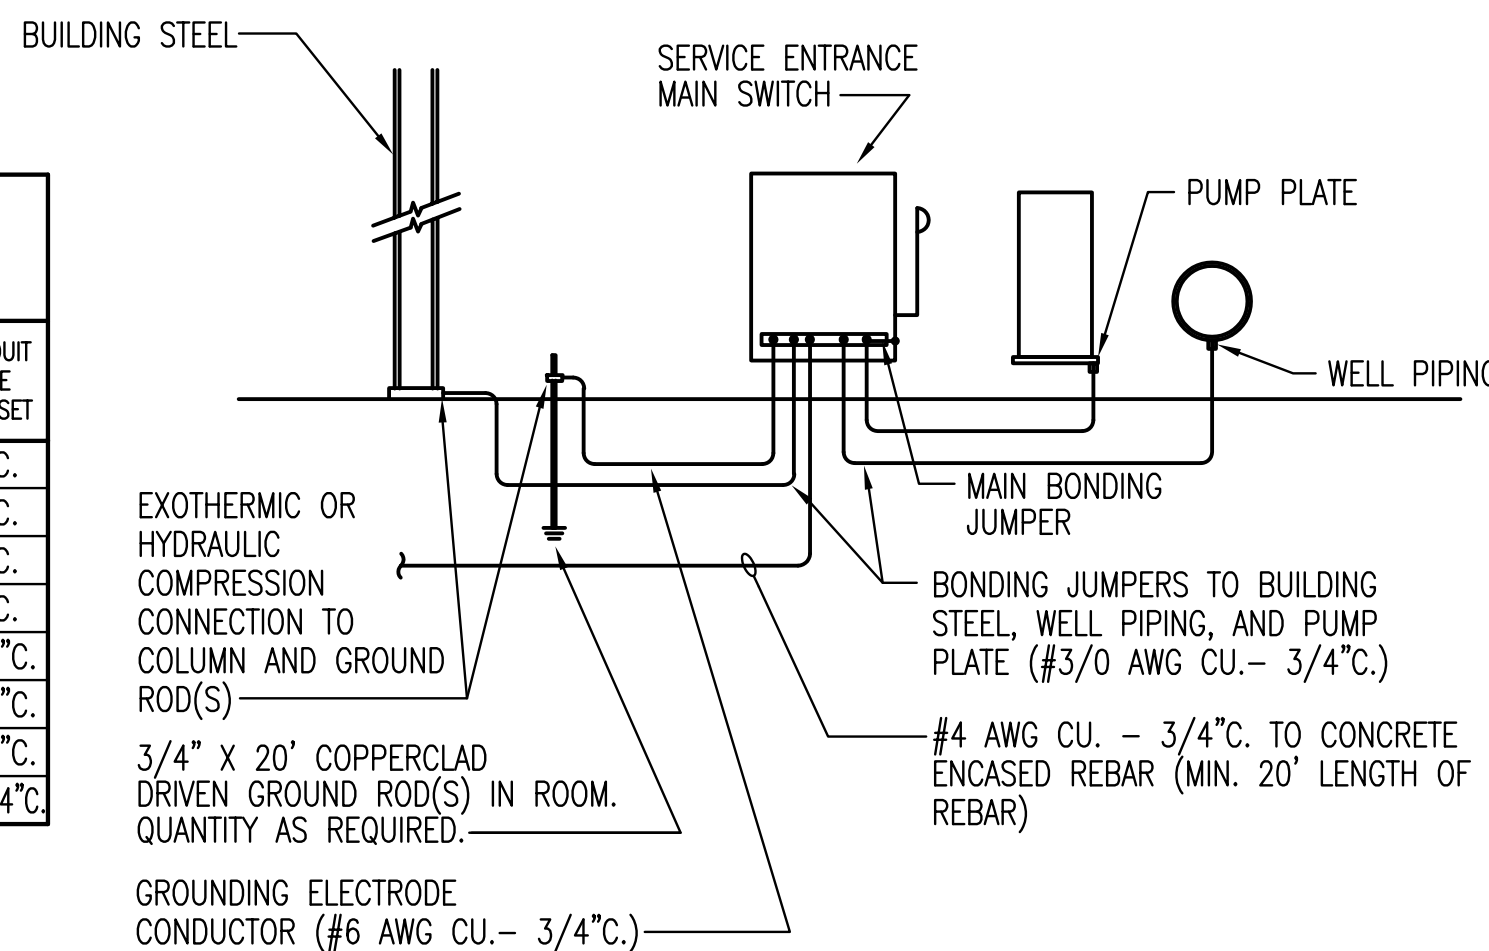 BUILDING STEEL
SERVICE ENTRANCE
MAIN SWITCH
PUMP PLATE
WELL PIPING
MAIN BONDING
JUMPER
EXOTHERMIC OR
HYDRAULIC
COMPRESSION
CONNECTION TO
COLUMN AND GROUND
ROD(S)
BONDING JUMPERS TO BUILDING
STEEL, WELL PIPING, AND PUMP
PLATE (#3/0 AWG CU.- 3/4"C.)
#4 AWG CU. - 3/4"C. TO CONCRETE
ENCASED REBAR (MIN. 20' LENGTH OF
REBAR)
3/4" X 20' COPPERCLAD
DRIVEN GROUND ROD(S) IN ROOM.
QUANTITY AS REQUIRED.
GROUNDING ELECTRODE
CONDUCTOR (#6 AWG CU.- 3/4"C.)
SET
C.
C.
C.
C.
"C.
"C.
"C.
4"C.